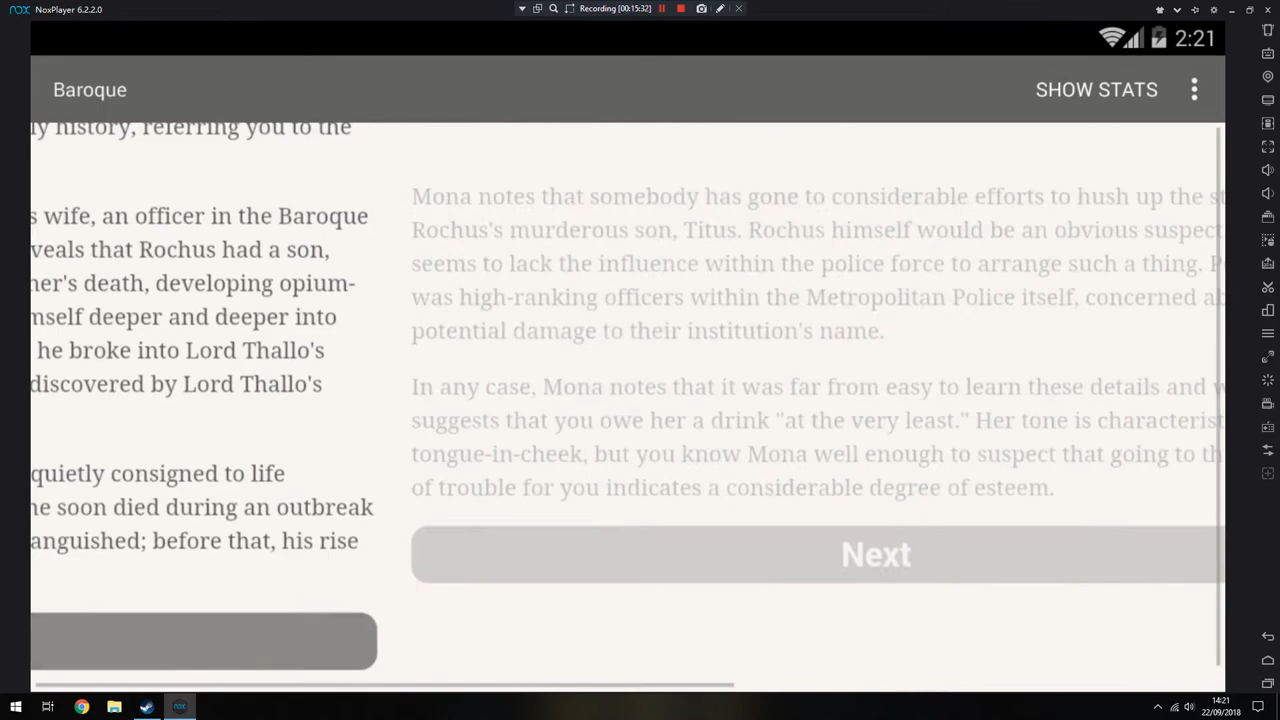 NoxPlayer 6.2.2.0
Recording [00:15:32]
2:21
Baroque
SHOW STATS
ly history, referring you to the
s wife, an officer in the Baroque
veals that Rochus had a son,
her's death, developing opium-
mself deeper and deeper into
he broke into Lord Thallo's
discovered by Lord Thallo's
quietly consigned to life
he soon died during an outbreak
anguished; before that, his rise
Mona notes that somebody has gone to considerable efforts to hush up the st
Rochus's murderous son, Titus. Rochus himself would be an obvious suspect
seems to lack the influence within the police force to arrange such a thing. P
was high-ranking officers within the Metropolitan Police itself, concerned ab
potential damage to their institution's name.
In any case, Mona notes that it was far from easy to learn these details and w
suggests that you owe her a drink "at the very least." Her tone is characterist
tongue-in-cheek, but you know Mona well enough to suspect that going to th
of trouble for you indicates a considerable degree of esteem.
Next
14:21
22/09/2018